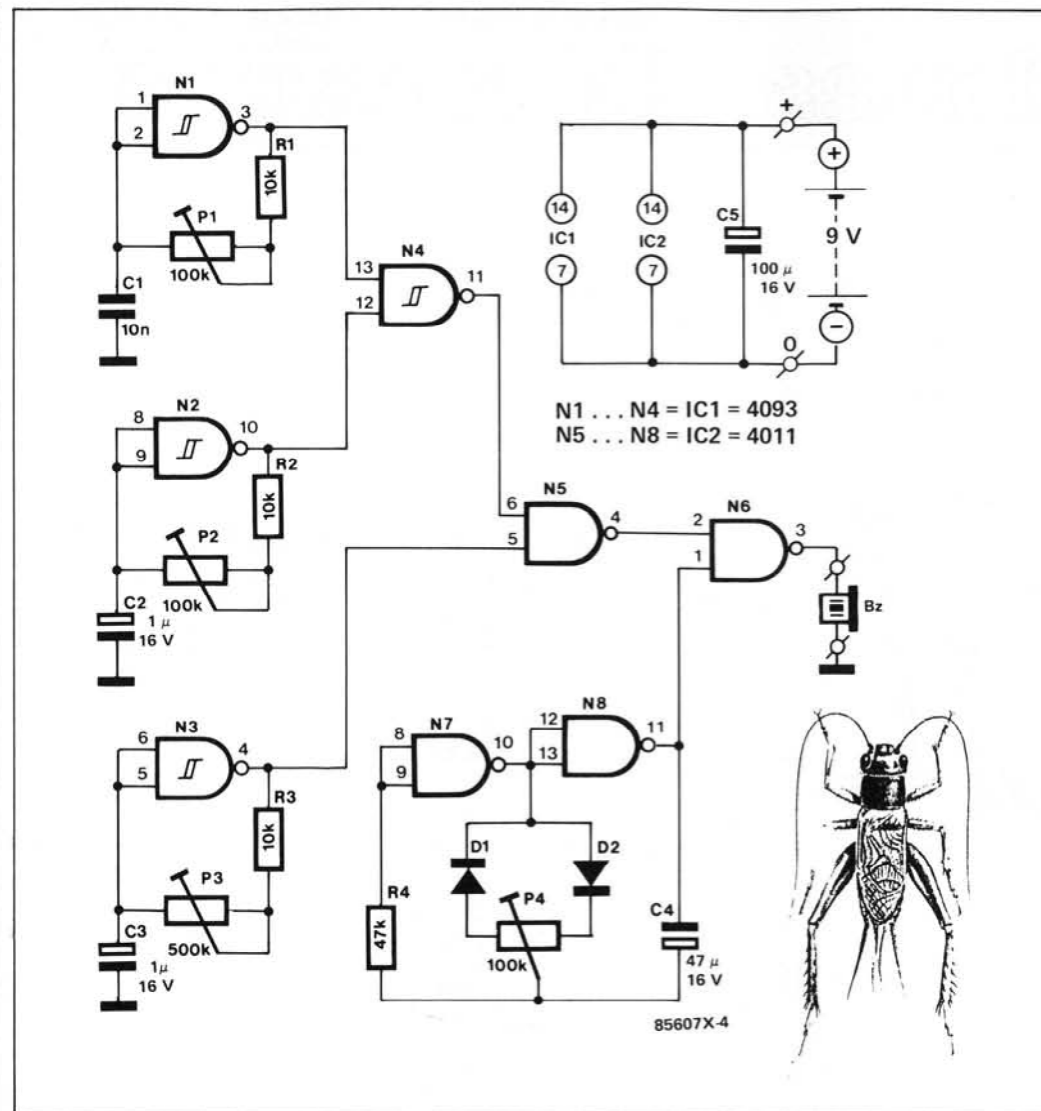 N1
1
2
3
R1
10k
P1
100k
C1
10n
N2
8
9
10
R2
10k
P2
100k
C2
1 μ
16 V
N3
6
5
4
R3
10k
P3
500k
C3
1μ
16 V
N4
13
12
11
+
+
14
14
IC1
IC2
7
7
C5
100 μ
16 V
9 V
−
0
N1 . . . N4 = IC1 = 4093
N5 . . . N8 = IC2 = 4011
N5
6
5
4
N6
2
1
3
Bz
N7
8
9
10
N8
12
13
11
D1
D2
R4
47k
P4
100k
C4
47 μ
16 V
85607X-4